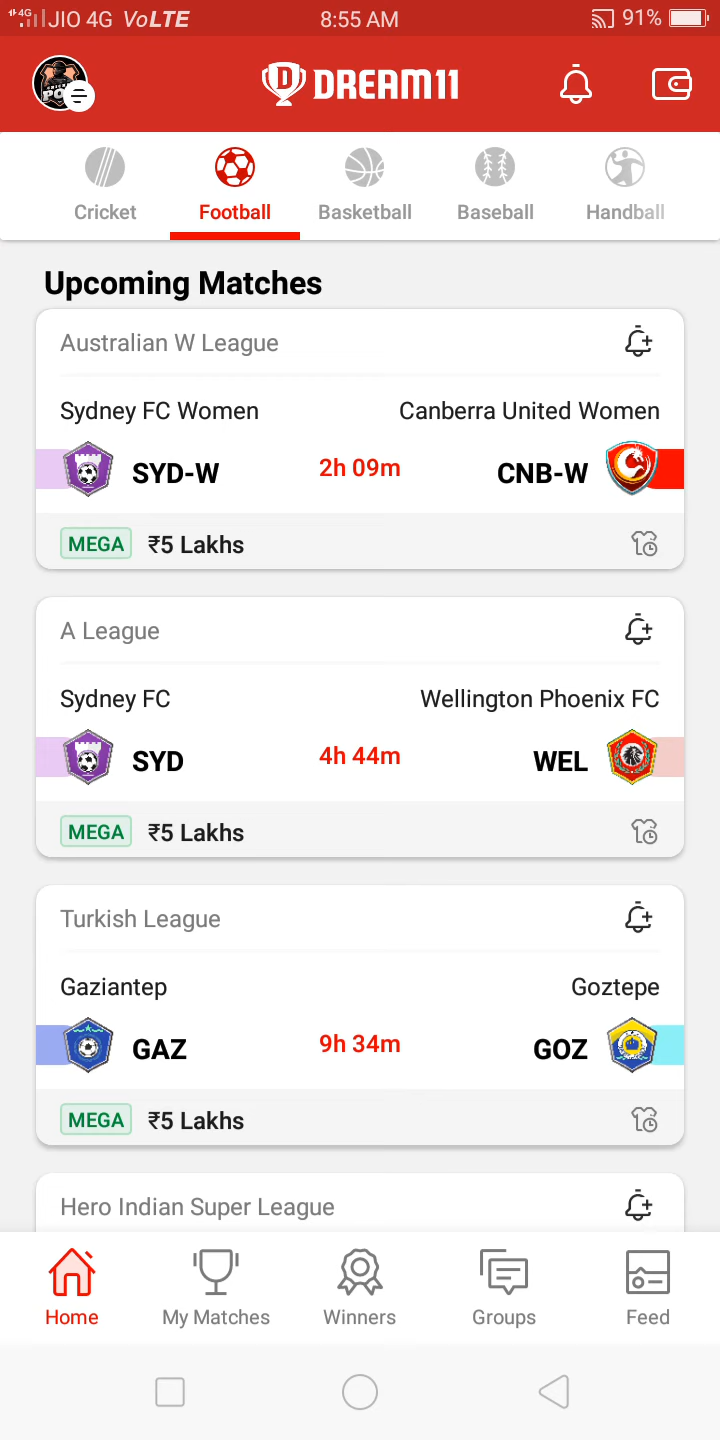 4G JIO 4G VoLTE 8:55 AM 91%
DREAM11
Cricket Football Basketball Baseball Handball
Upcoming Matches
Australian W League
Sydney FC Women Canberra United Women
SYD-W 2h 09m CNB-W
MEGA ₹5 Lakhs
A League
Sydney FC Wellington Phoenix FC
SYD 4h 44m WEL
MEGA ₹5 Lakhs
Turkish League
Gaziantep Goztepe
GAZ 9h 34m GOZ
MEGA ₹5 Lakhs
Hero Indian Super League
Home My Matches Winners Groups Feed